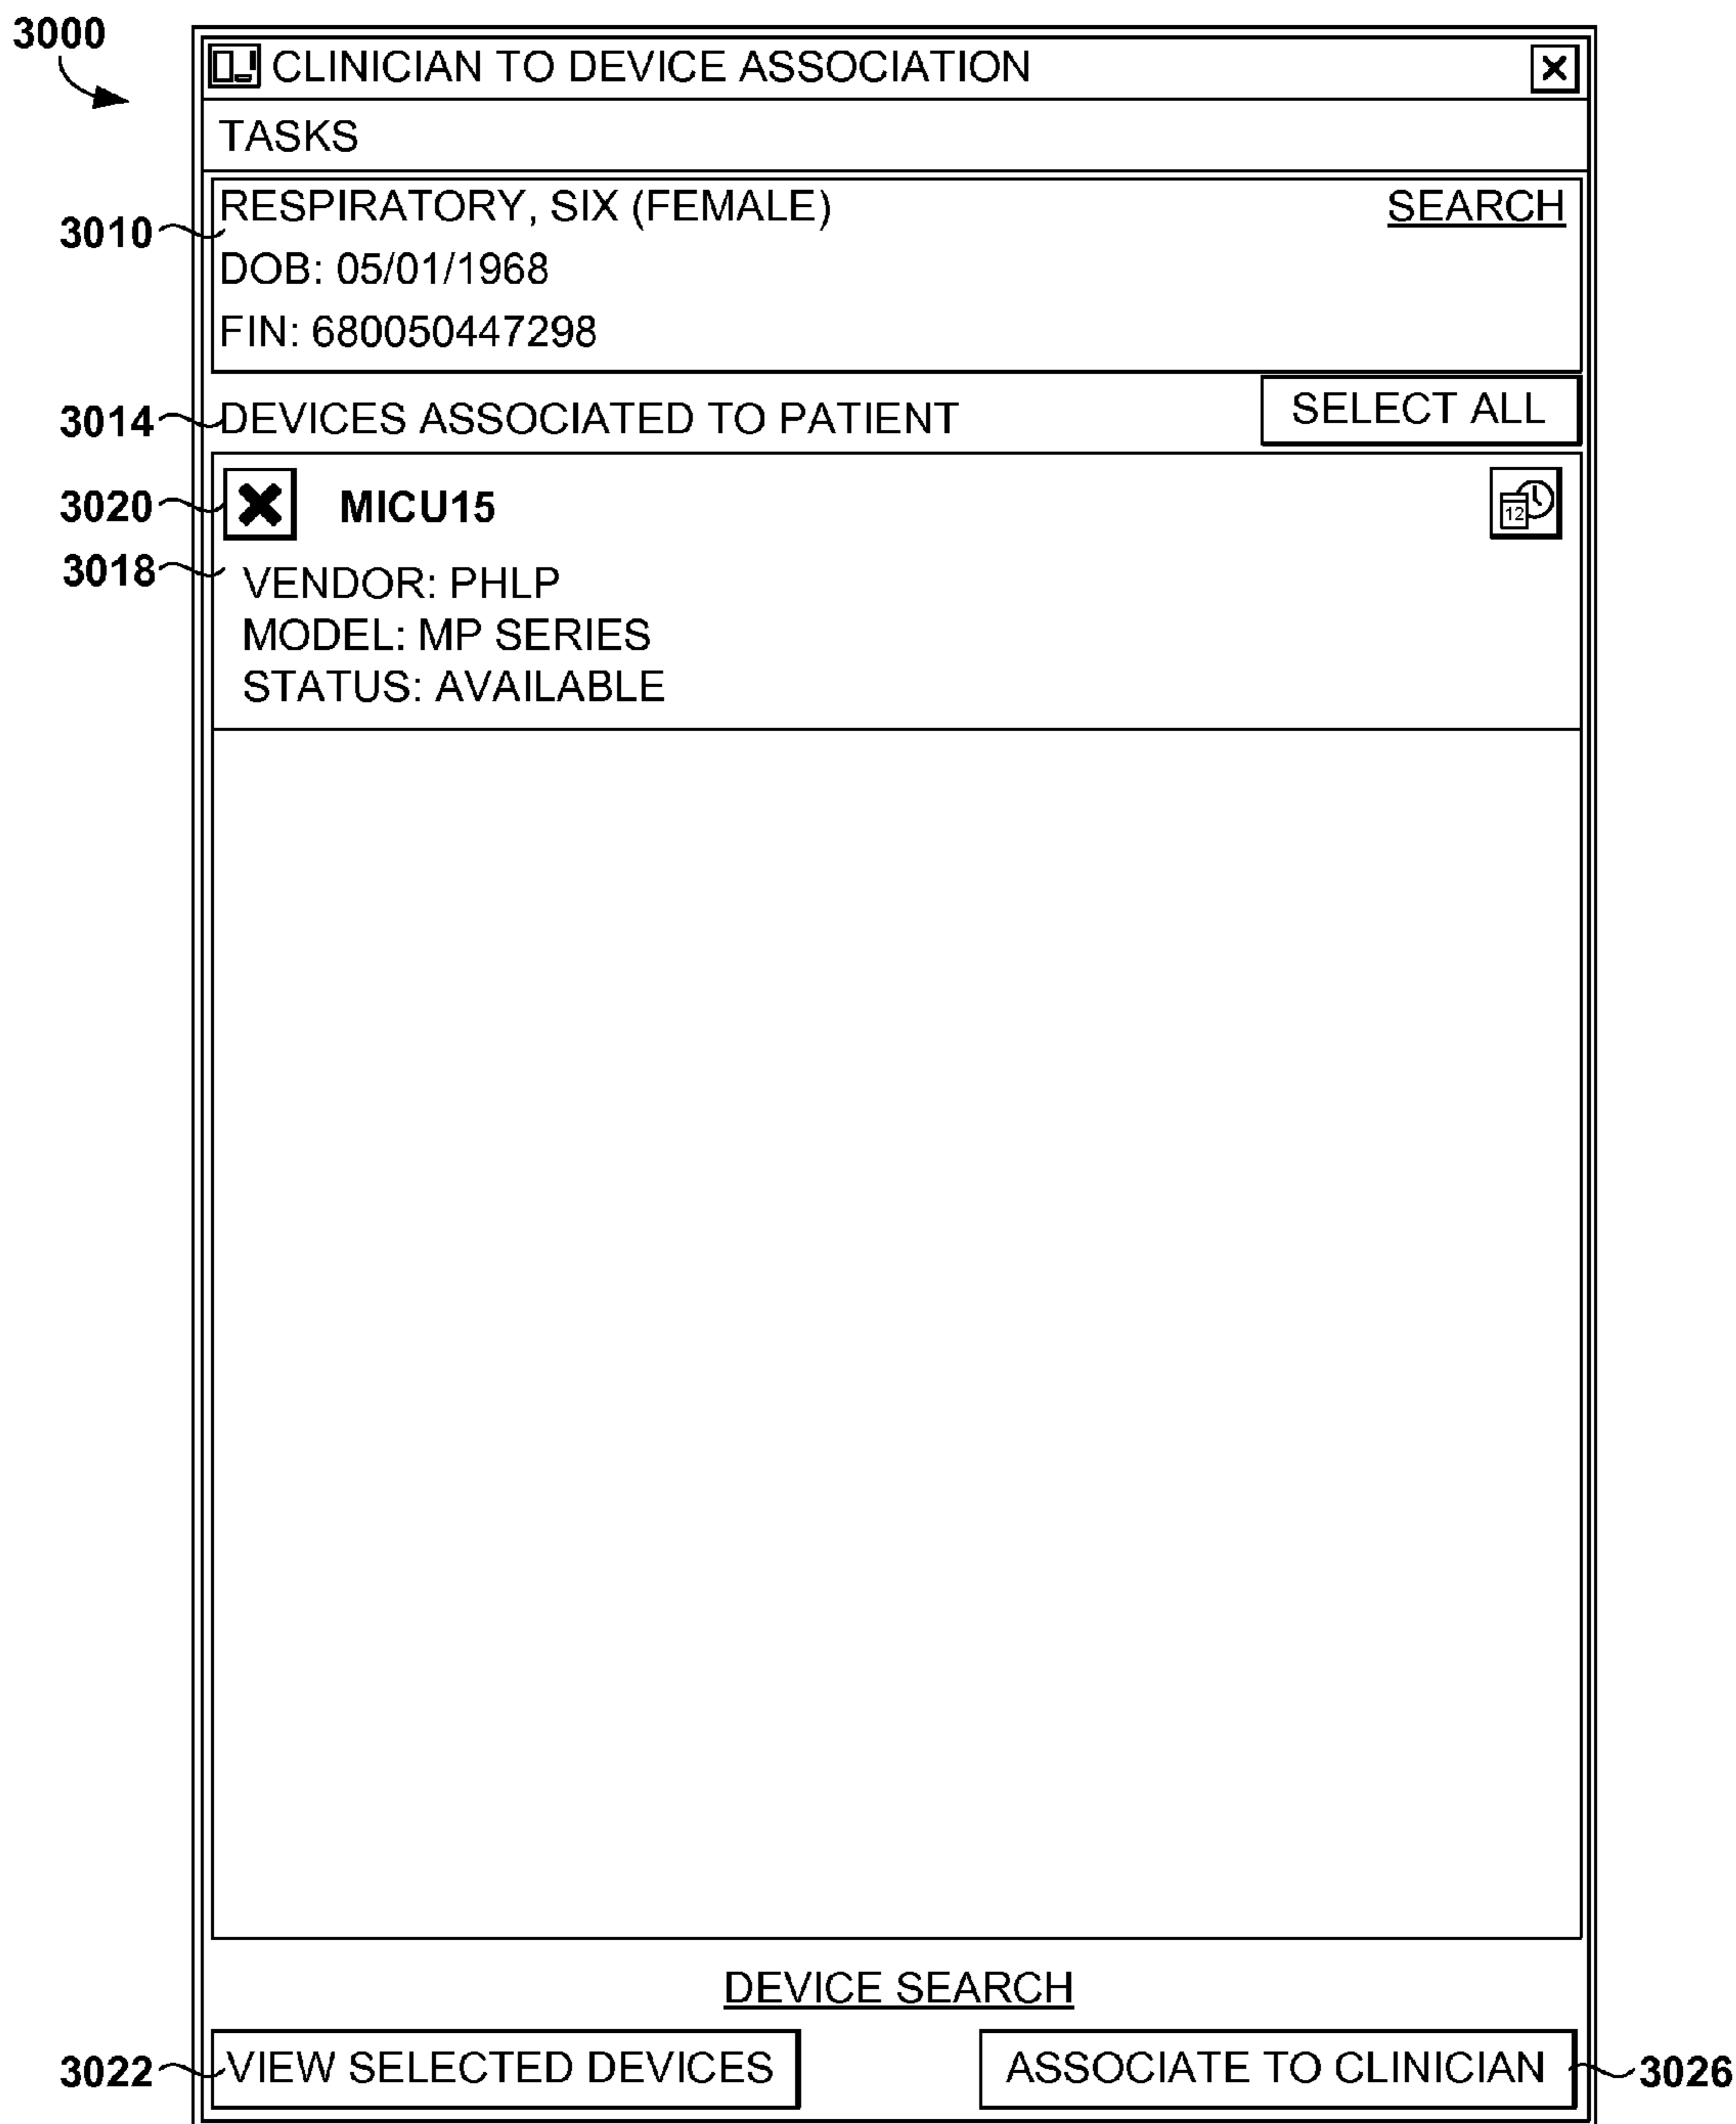 3000
CLINICIAN TO DEVICE ASSOCIATION
TASKS
3010
RESPIRATORY, SIX (FEMALE) SEARCH
DOB: 05/01/1968
FIN: 680050447298
3014 DEVICES ASSOCIATED TO PATIENT SELECT ALL
3020 MICU15 12
3018
VENDOR: PHLP
MODEL: MP SERIES
STATUS: AVAILABLE
DEVICE SEARCH
3022 VIEW SELECTED DEVICES ASSOCIATE TO CLINICIAN 3026